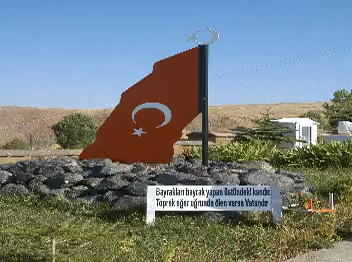 Bayrakları bayrak yapan üstündeki kandır.
Toprak eğer uğrunda ölen varsa Vatandır